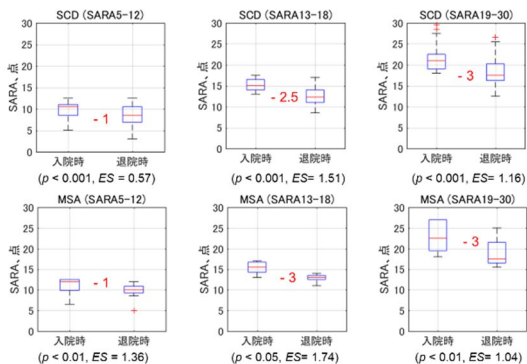 SCD (SARA5-12)
30
25
20
15
10
5
0
SARA、点
- 1
入院時 退院時
(p < 0.001, ES = 0.57)
SCD (SARA13-18)
30
25
20
15
10
5
0
SARA、点
- 2.5
入院時 退院時
(p < 0.001, ES= 1.51)
SCD (SARA19-30)
30
25
20
15
10
5
0
SARA、点
- 3
入院時 退院時
(p < 0.001, ES= 1.16)
MSA (SARA5-12)
30
25
20
15
10
5
0
SARA、点
- 1
入院時 退院時
(p < 0.01, ES = 1.36)
MSA (SARA13-18)
30
25
20
15
10
5
0
SARA、点
- 3
入院時 退院時
(p < 0.05, ES= 1.74)
MSA (SARA19-30)
30
25
20
15
10
5
0
SARA、点
- 3
入院時 退院時
(p < 0.01, ES= 1.04)